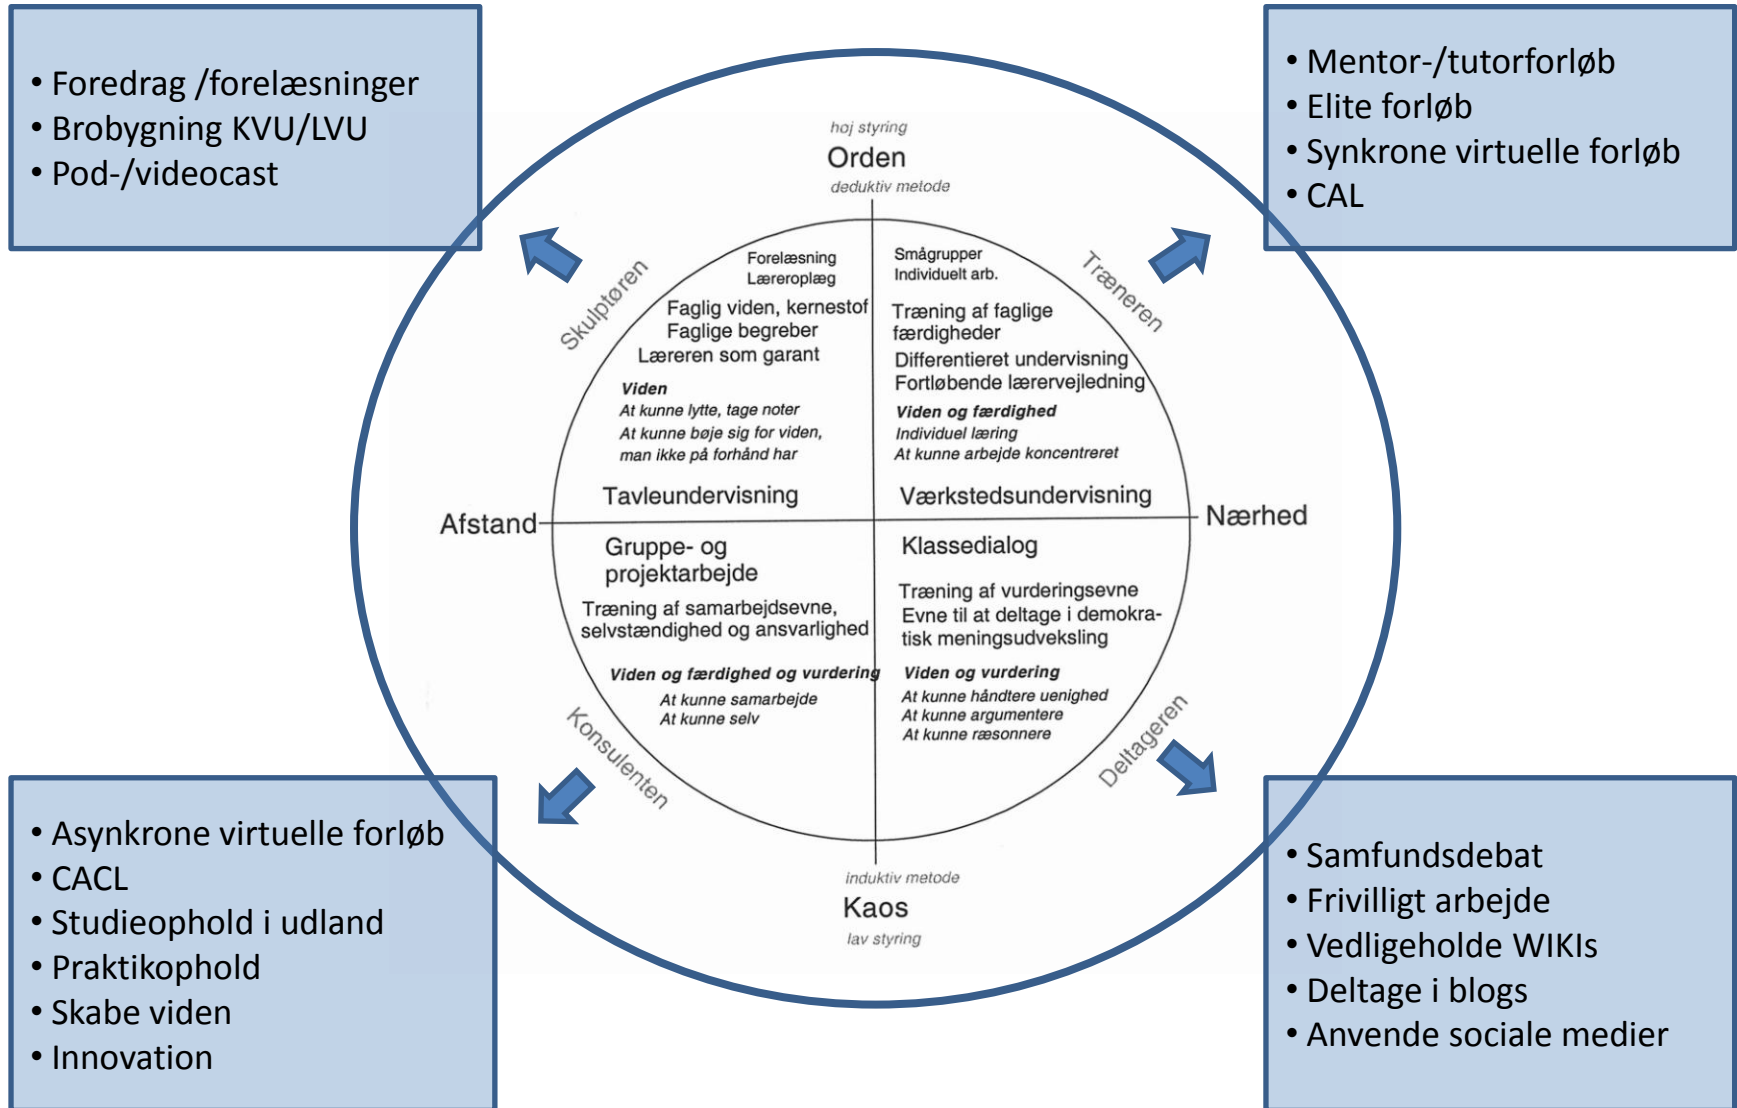 • Foredrag /forelæsninger
• Brobygning KVU/LVU
• Pod-/videocast
• Mentor-/tutorforløb
• Elite forløb
• Synkrone virtuelle forløb
• CAL
hoj styring
Orden
deduktiv metode
Skulptøren
Træneren
Forelæsning
Læreroplæg
Faglig viden, kernestof
Faglige begreber
Læreren som garant
Viden
At kunne lytte, tage noter
At kunne bøje sig for viden,
man ikke på forhånd har
Tavleundervisning
Smågrupper
Individuelt arb.
Træning af faglige
færdigheder
Differentieret undervisning
Fortløbende lærervejledning
Viden og færdighed
Individuel læring
At kunne arbejde koncentreret
Værkstedsundervisning
Afstand
Nærhed
Gruppe- og
projektarbejde
Træning af samarbejdsevne,
selvstændighed og ansvarlighed
Viden og færdighed og vurdering
At kunne samarbejde
At kunne selv
Klassedialog
Træning af vurderingsevne
Evne til at deltage i demokra-
tisk meningsudveksling
Viden og vurdering
At kunne håndtere uenighed
At kunne argumentere
At kunne ræsonnere
Konsulenten
Deltageren
induktiv metode
Kaos
lav styring
• Asynkrone virtuelle forløb
• CACL
• Studieophold i udland
• Praktikophold
• Skabe viden
• Innovation
• Samfundsdebat
• Frivilligt arbejde
• Vedligeholde WIKIs
• Deltage i blogs
• Anvende sociale medier